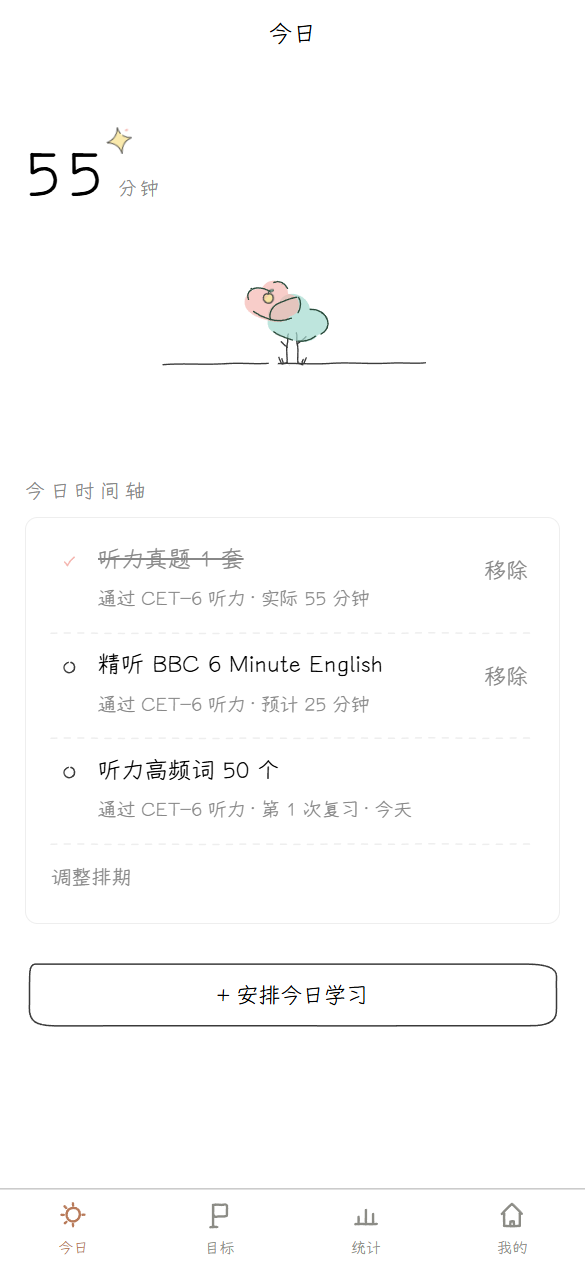 今日
55 分钟
今日时间轴
听力真题 1 套
移除
通过 CET-6 听力 · 实际 55 分钟
精听 BBC 6 Minute English
移除
通过 CET-6 听力 · 预计 25 分钟
听力高频词 50 个
通过 CET-6 听力 · 第 1 次复习 · 今天
调整排期
+ 安排今日学习
今日
目标
统计
我的